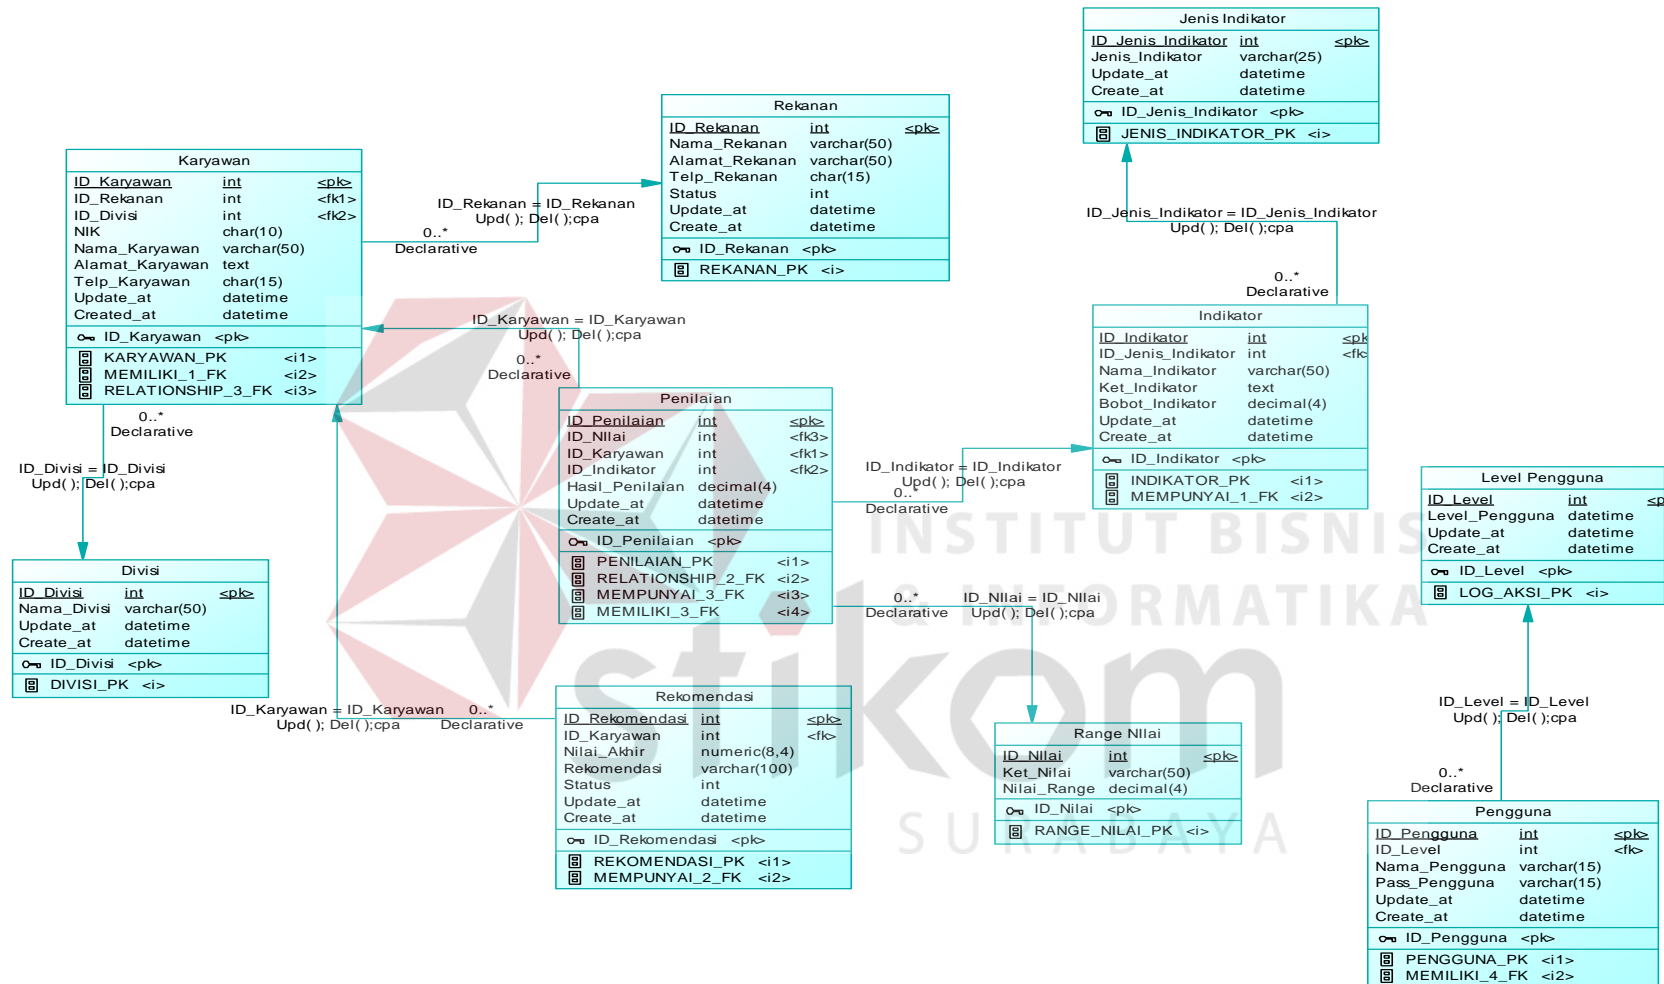 Jenis Indikator
ID_Jenis_Indikator int <pk>
Jenis_Indikator varchar(25)
Update_at datetime
Create_at datetime
ID_Jenis_Indikator <pk>
JENIS_INDIKATOR_PK <i>
Rekanan
ID_Rekanan int <pk>
Nama_Rekanan varchar(50)
Alamat_Rekanan varchar(50)
Telp_Rekanan char(15)
Status int
Update_at datetime
Create_at datetime
ID_Rekanan <pk>
REKANAN_PK <i>
Karyawan
ID_Karyawan int <pk>
ID_Rekanan int <fk1>
ID_Divisi int <fk2>
NIK char(10)
Nama_Karyawan varchar(50)
Alamat_Karyawan text
Telp_Karyawan char(15)
Update_at datetime
Created_at datetime
ID_Karyawan <pk>
KARYAWAN_PK <i1>
MEMILIKI_1_FK <i2>
RELATIONSHIP_3_FK <i3>
ID_Rekanan = ID_Rekanan
Upd( ); Del( );cpa
0..*
Declarative
ID_Jenis_Indikator = ID_Jenis_Indikator
Upd( ); Del( );cpa
0..*
Declarative
Indikator
ID_Indikator int <pk
ID_Jenis_Indikator int <fk
Nama_Indikator varchar(50)
Ket_Indikator text
Bobot_Indikator decimal(4)
Update_at datetime
Create_at datetime
ID_Indikator <pk>
INDIKATOR_PK <i1>
MEMPUNYAI_1_FK <i2>
ID_Karyawan = ID_Karyawan
Upd( ); Del( );cpa
0..*
Declarative
Penilaian
ID_Penilaian int <pk>
ID_NIlai int <fk3>
ID_Karyawan int <fk1>
ID_Indikator int <fk2>
Hasil_Penilaian decimal(4)
Update_at datetime
Create_at datetime
ID_Penilaian <pk>
PENILAIAN_PK <i1>
RELATIONSHIP_2_FK <i2>
MEMPUNYAI_3_FK <i3>
MEMILIKI_3_FK <i4>
0..*
Declarative
ID_Divisi = ID_Divisi
Upd( ); Del( );cpa
ID_Indikator = ID_Indikator
Upd( ); Del( );cpa
0..*
Declarative
Level Pengguna
ID_Level int <p
Level_Pengguna datetime
Update_at datetime
Create_at datetime
ID_Level <pk>
LOG_AKSI_PK <i>
INSTITUT BISNIS
& INFORMATIKA
stikom
SURABAYA
Divisi
ID_Divisi int <pk>
Nama_Divisi varchar(50)
Update_at datetime
Create_at datetime
ID_Divisi <pk>
DIVISI_PK <i>
0..*
Declarative
ID_NIlai = ID_NIlai
Upd( ); Del( );cpa
ID_Karyawan = ID_Karyawan
Upd( ); Del( );cpa
0..*
Declarative
Rekomendasi
ID_Rekomendasi int <pk>
ID_Karyawan int <fk>
Nilai_Akhir numeric(8,4)
Rekomendasi varchar(100)
Status int
Update_at datetime
Create_at datetime
ID_Rekomendasi <pk>
REKOMENDASI_PK <i1>
MEMPUNYAI_2_FK <i2>
Range NIlai
ID_NIlai int <pk>
Ket_Nilai varchar(50)
Nilai_Range decimal(4)
ID_Nilai <pk>
RANGE_NILAI_PK <i>
ID_Level = ID_Level
Upd( ); Del( );cpa
0..*
Declarative
Pengguna
ID_Pengguna int <pk>
ID_Level int <fk>
Nama_Pengguna varchar(15)
Pass_Pengguna varchar(15)
Update_at datetime
Create_at datetime
ID_Pengguna <pk>
PENGGUNA_PK <i1>
MEMILIKI_4_FK <i2>